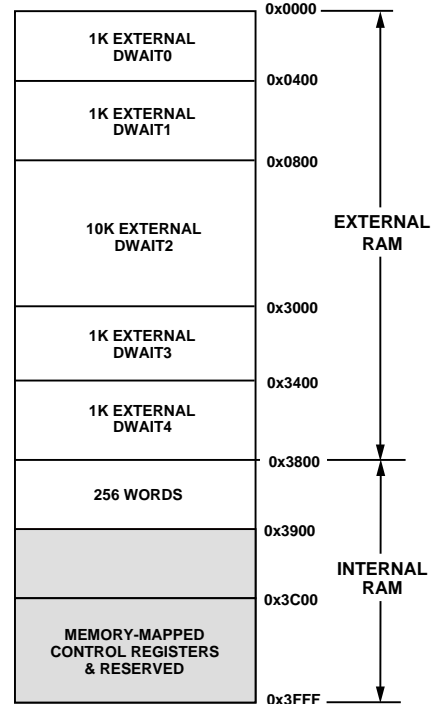 0x0000
1K EXTERNAL
DWAIT0
0x0400
1K EXTERNAL
DWAIT1
0x0800
10K EXTERNAL
DWAIT2
EXTERNAL
RAM
0x3000
1K EXTERNAL
DWAIT3
0x3400
1K EXTERNAL
DWAIT4
0x3800
256 WORDS
0x3900
INTERNAL
RAM
0x3C00
MEMORY-MAPPED
CONTROL REGISTERS
& RESERVED
0x3FFF